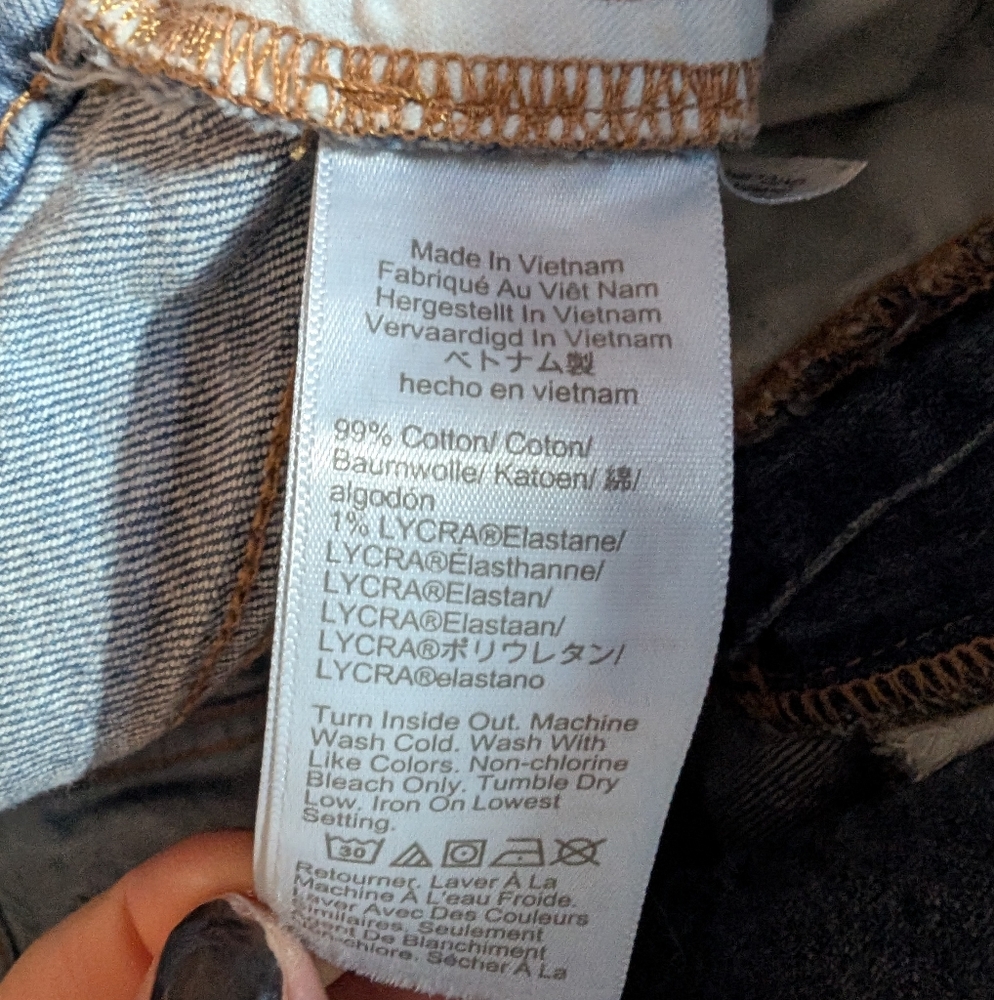 Made In Vietnam
Fabriqué Au Viêt Nam
Hergestellt In Vietnam
Vervaardigd In Vietnam
ベトナム製
hecho en vietnam
99% Cotton/ Coton/
Baumwolle/ Katoen/ 綿/
algodón
1% LYCRA®Elastane/
LYCRA®Élasthanne/
LYCRA®Elastan/
LYCRA®Elastaan/
LYCRA®ポリウレタン/
LYCRA®elastano
Turn Inside Out. Machine
Wash Cold. Wash With
Like Colors. Non-chlorine
Bleach Only. Tumble Dry
Low. Iron On Lowest
Setting.
30
Retourner. Laver À La
Machine À L'eau Froide.
Laver Avec Des Couleurs
Similaires. Seulement
De Blanchiment
Sécher À La